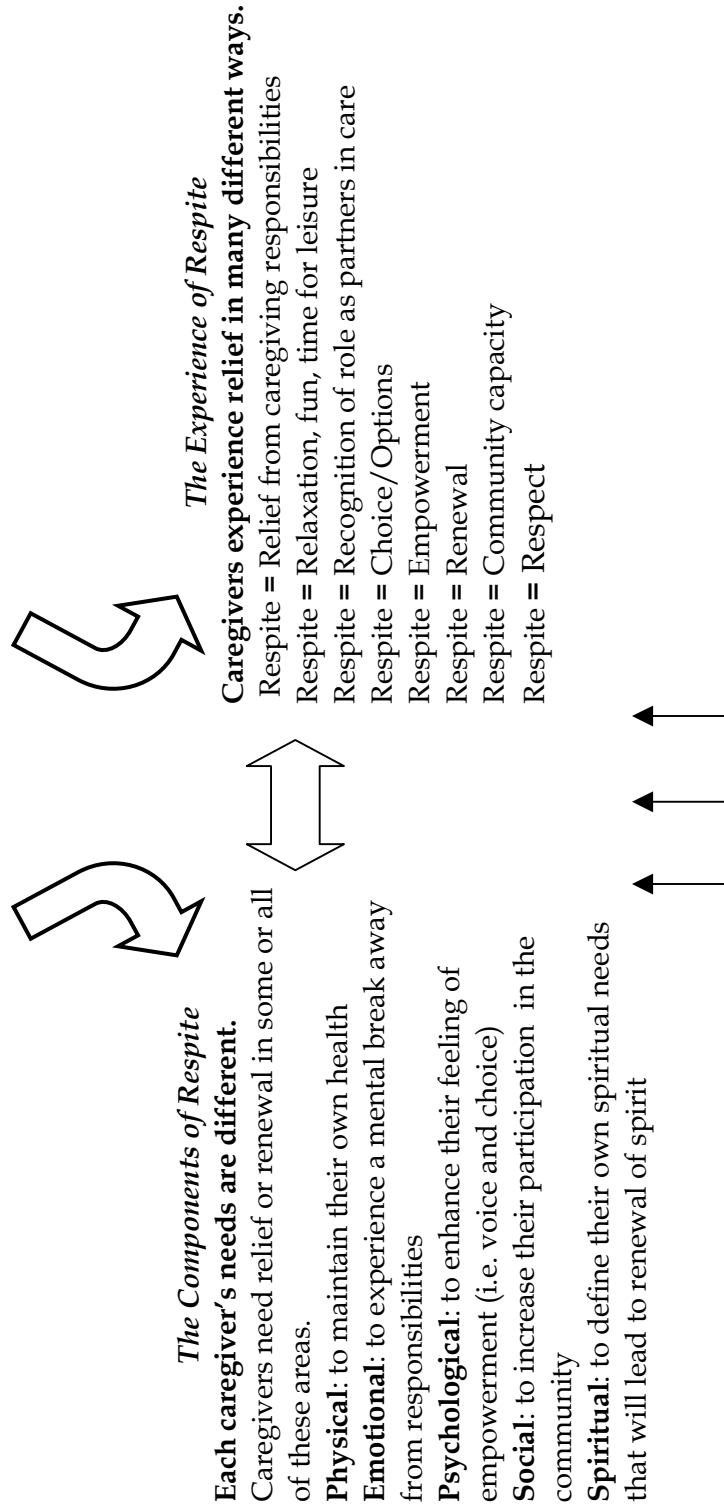 The Components of Respite
Each caregiver's needs are different.
Caregivers need relief or renewal in some or all
of these areas.
Physical: to maintain their own health
Emotional: to experience a mental break away
from responsibilities
Psychological: to enhance their feeling of
empowerment (i.e. voice and choice)
Social: to increase their participation in the
community
Spiritual: to define their own spiritual needs
that will lead to renewal of spirit
The Experience of Respite
Caregivers experience relief in many different ways.
Respite = Relief from caregiving responsibilities
Respite = Relaxation, fun, time for leisure
Respite = Recognition of role as partners in care
Respite = Choice/Options
Respite = Empowerment
Respite = Renewal
Respite = Community capacity
Respite = Respect